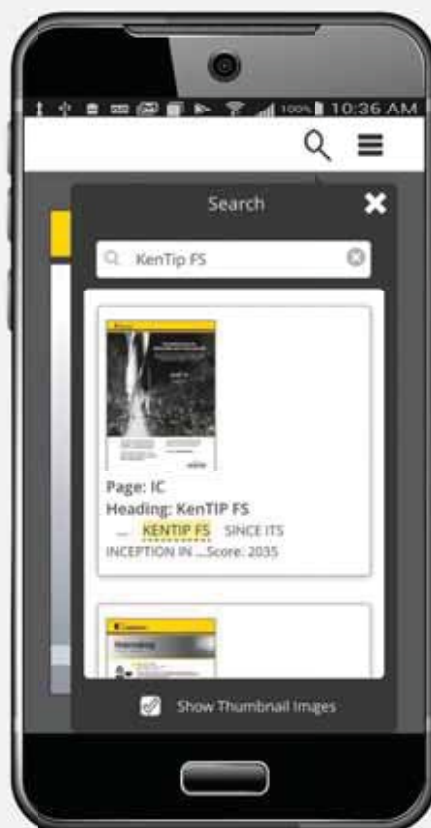 100% 10:36 AM
Search
KenTip FS
Page: IC
Heading: KenTIP FS
... KENTIP FS SINCE ITS
INCEPTION IN ...Score: 2035
Show Thumbnail Images